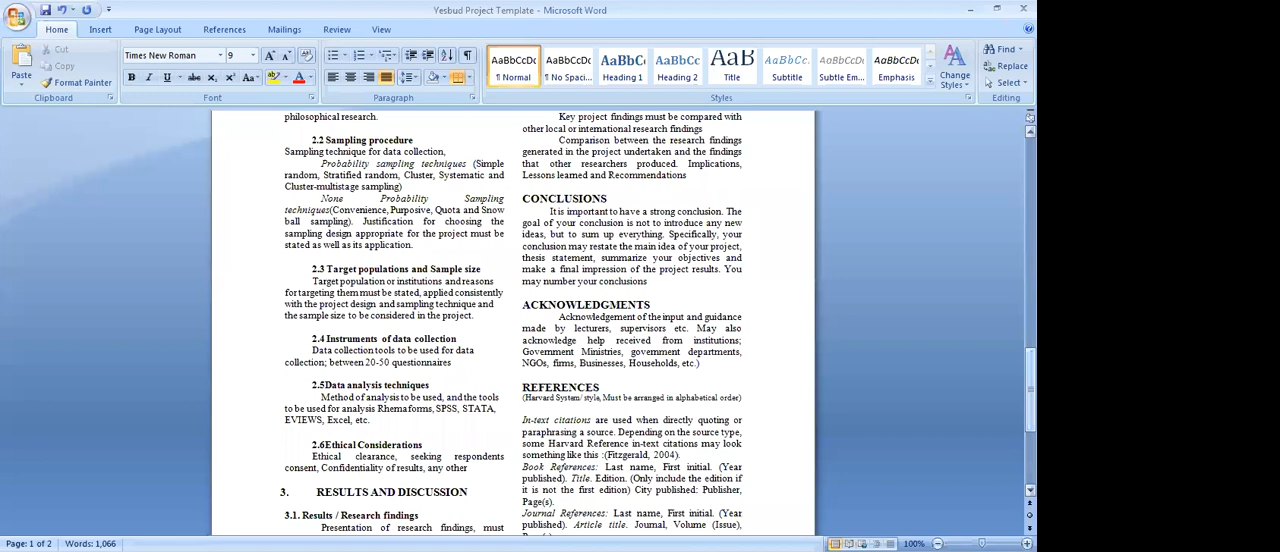 Yesbud Project Template - Microsoft Word
Home Insert Page Layout References Mailings Review View
Paste
Cut
Copy
Format Painter
Clipboard
Times New Roman 9
Font
Paragraph
AaBbCcDc AaBbCcDc AaBbC AaBbCc AaB AaBbCc. AaBbCcDc AaBbCcDc
¶ Normal ¶ No Spaci... Heading 1 Heading 2 Title Subtitle Subtle Em... Emphasis
Change Styles
Styles
Find
Replace
Select
Editing
philosophical research.
2.2 Sampling procedure
Sampling technique for data collection,
Probability sampling techniques (Simple
random, Stratified random, Cluster, Systematic and
Cluster-multistage sampling)
None Probability Sampling
techniques(Convenience, Purposive, Quota and Snow
ball sampling). Justification for choosing the
sampling design appropriate for the project must be
stated as well as its application.
2.3 Target populations and Sample size
Target population or institutions and reasons
for targeting them must be stated, applied consistently
with the project design and sampling technique and
the sample size to be considered in the project.
2.4 Instruments of data collection
Data collection tools to be used for data
collection; between 20-50 questionnaires
2.5Data analysis techniques
Method of analysis to be used, and the tools
to be used for analysis Rhema forms, SPSS, STATA,
EVIEWS, Excel, etc.
2.6Ethical Considerations
Ethical clearance, seeking respondents
consent, Confidentiality of results, any other
3. RESULTS AND DISCUSSION
3.1. Results / Research findings
Presentation of research findings, must
Key project findings must be compared with
other local or international research findings
Comparison between the research findings
generated in the project undertaken and the findings
that other researchers produced. Implications,
Lessons learned and Recommendations
CONCLUSIONS
It is important to have a strong conclusion. The
goal of your conclusion is not to introduce any new
ideas, but to sum up everything. Specifically, your
conclusion may restate the main idea of your project,
thesis statement, summarize your objectives and
make a final impression of the project results. You
may number your conclusions
ACKNOWLEDGMENTS
Acknowledgement of the input and guidance
made by lecturers, supervisors etc. May also
acknowledge help received from institutions;
Government Ministries, government departments,
NGOs, firms, Businesses, Households, etc.)
REFERENCES
(Harvard System/ style, Must be arranged in alphabetical order)
In-text citations are used when directly quoting or
paraphrasing a source. Depending on the source type,
some Harvard Reference in-text citations may look
something like this :(Fitzgerald, 2004).
Book References: Last name, First initial. (Year
published). Title. Edition. (Only include the edition if
it is not the first edition) City published: Publisher,
Page(s).
Journal References: Last name, First initial. (Year
published). Article title. Journal, Volume (Issue),
Page: 1 of 2 Words: 1,066
100%